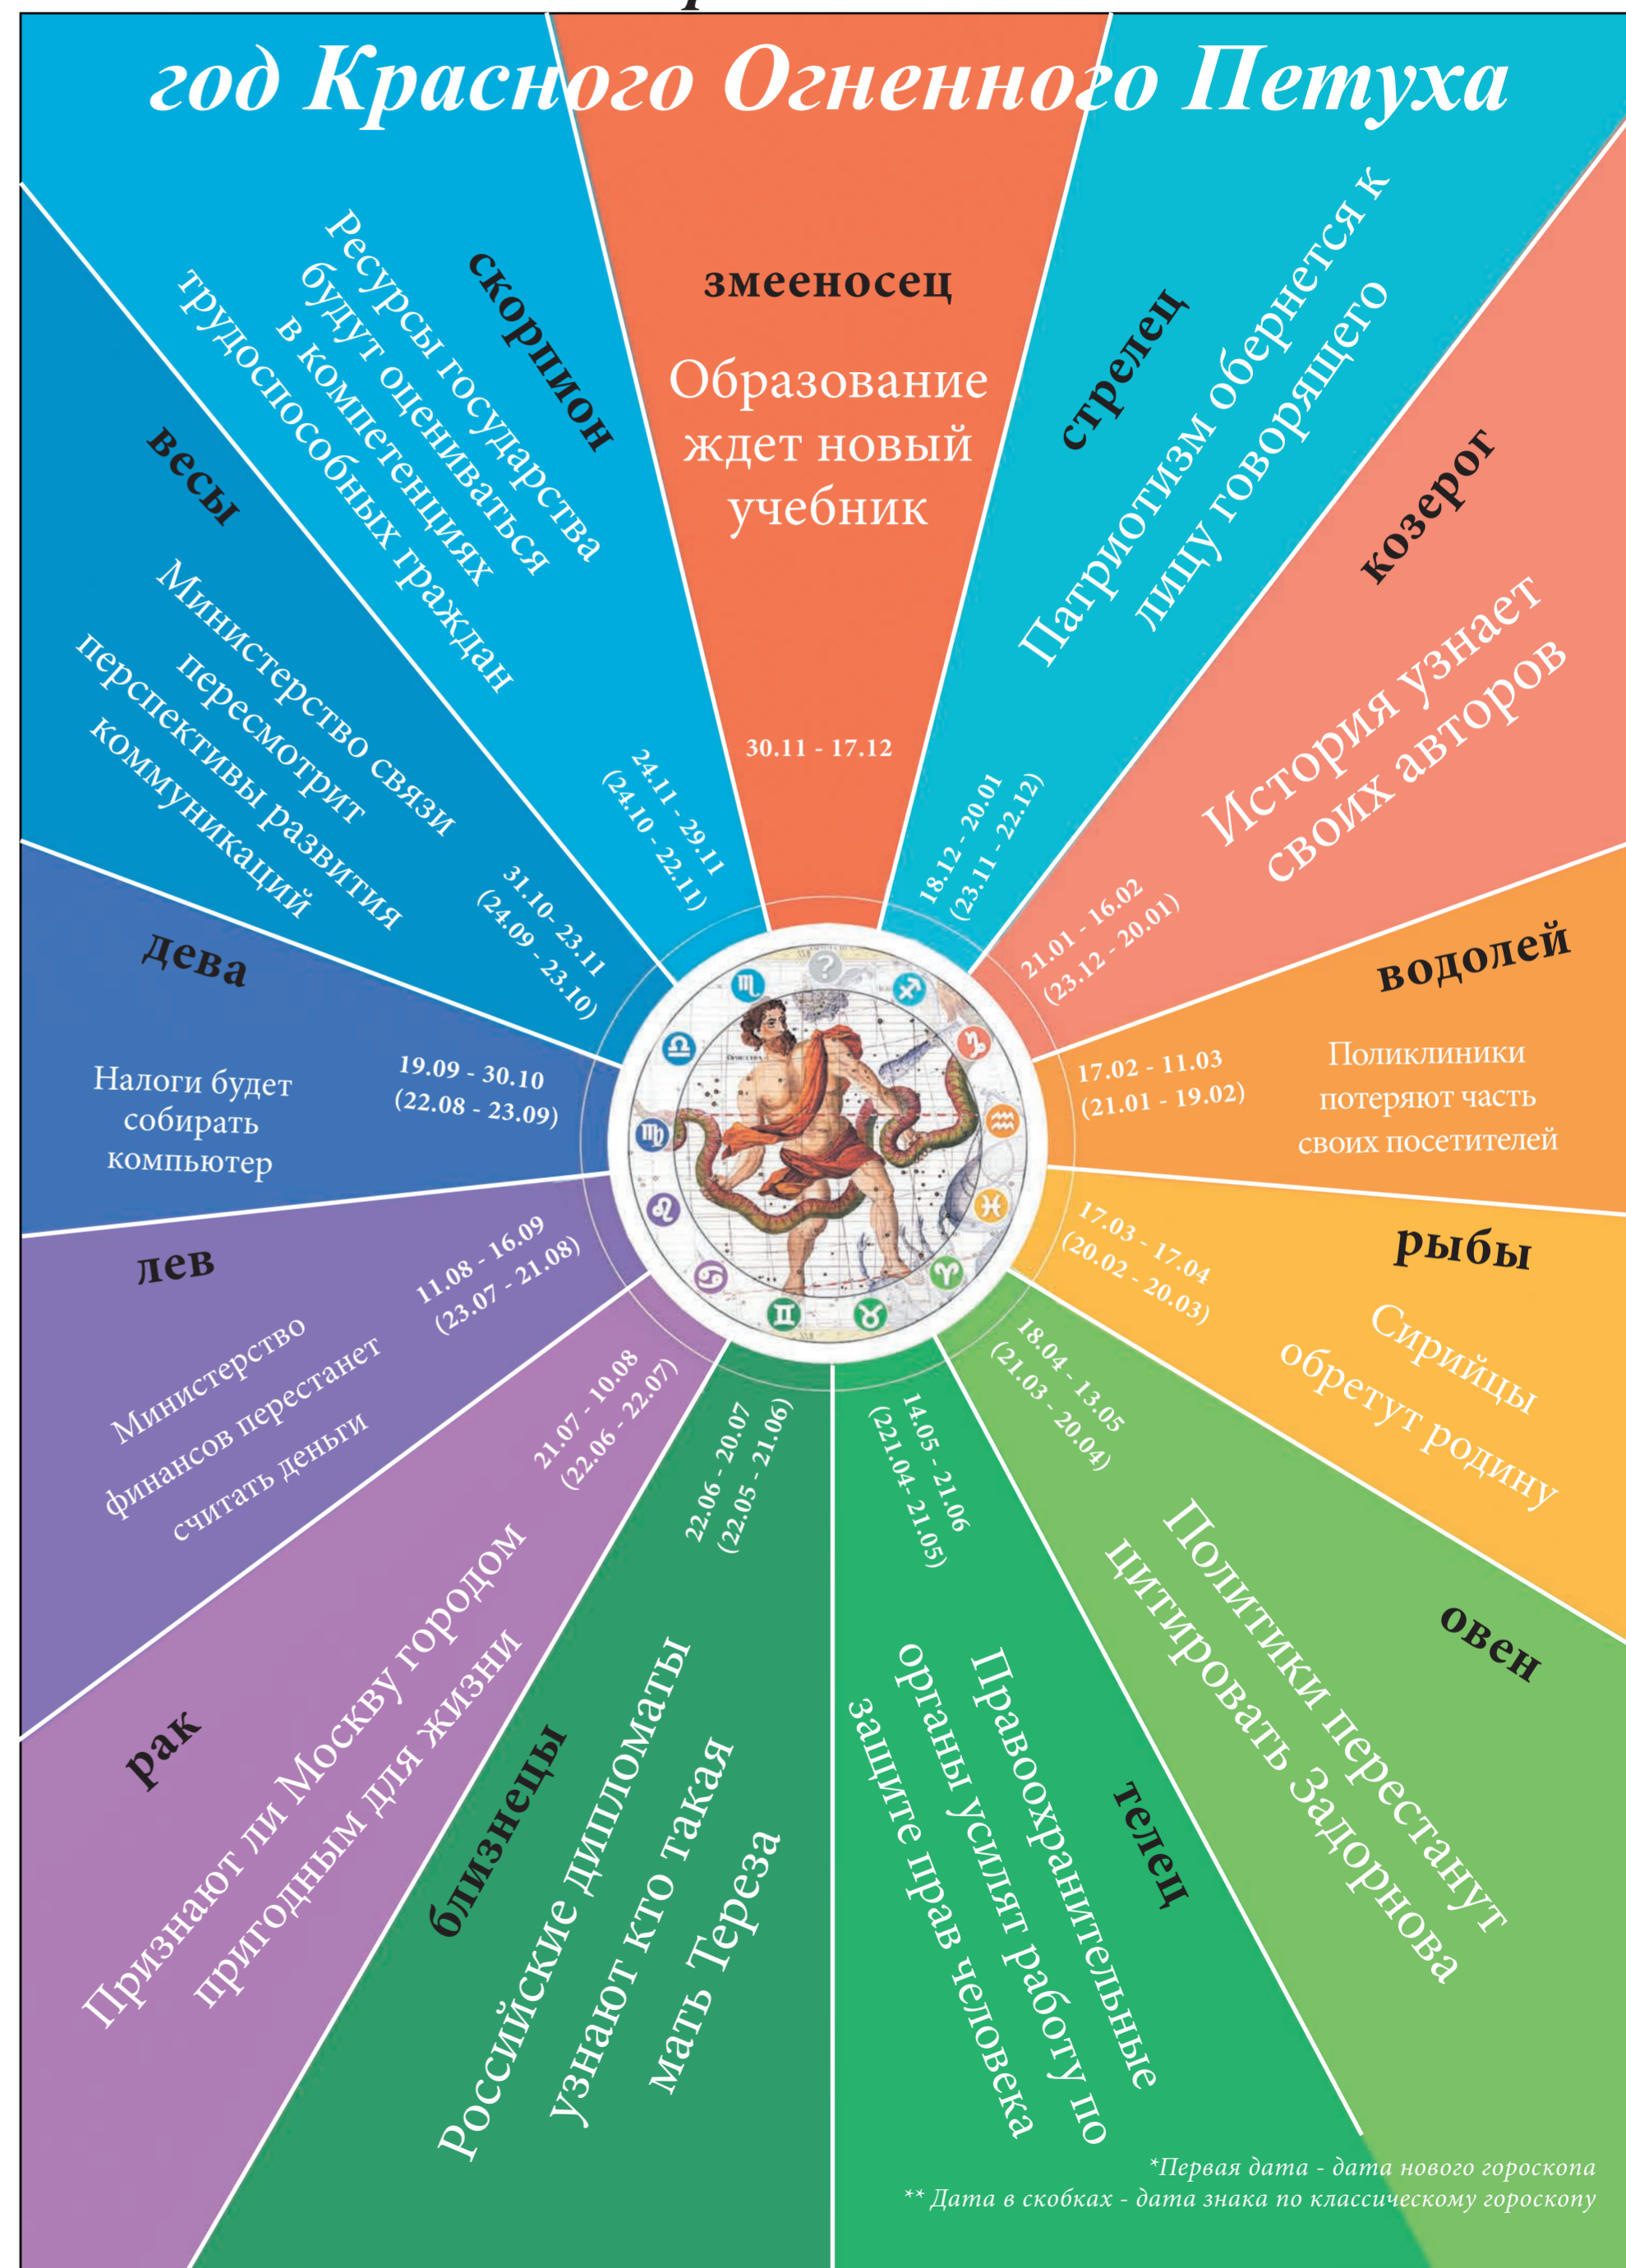 год Красного Огненного Петуха
змееносец
Образование
ждет новый
учебник
30.11 - 17.12
стрелец
Патриотизм обернется к
лицу говорящего
18.12 - 20.01
(23.11 - 22.12)
козерог
История узнает
своих авторов
21.01 - 16.02
(23.12 - 20.01)
водолей
Поликлиники
потеряют часть
своих посетителей
17.02 - 11.03
(21.01 - 19.02)
рыбы
Сирийцы
обретут родину
17.03 - 17.04
(20.02 - 20.03)
овен
Политики перестанут
цитировать Задорнова
18.04 - 13.05
(21.03 - 20.04)
телец
Правоохранительные
органы усилят работу по
защите прав человека
14.05 - 21.06
(221.04- 21.05)
близнецы
Российские дипломаты
узнают кто такая
мать Тереза
22.06 - 20.07
(22.05 - 21.06)
рак
Признают ли Москву городом
пригодным для жизни
21.07 - 10.08
(22.06 - 22.07)
лев
Министерство
финансов перестанет
считать деньги
11.08 - 16.09
(23.07 - 21.08)
дева
Налоги будет
собирать
компьютер
19.09 - 30.10
(22.08 - 23.09)
весы
Министерство связи
пересмотрит
перспективы развития
коммуникаций
31.10- 23.11
(24.09 - 23.10)
скорпион
Ресурсы государства
будут оцениваться
в компетенциях
трудоспособных граждан
24.11 - 29.11
(24.10 - 22.11)
?
*Первая дата - дата нового гороскопа
** Дата в скобках - дата знака по классическому гороскопу